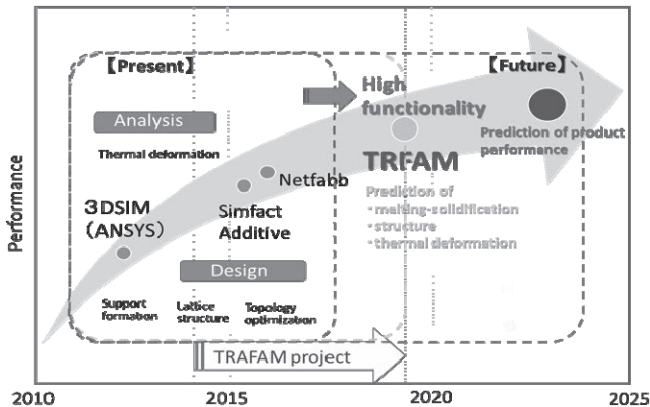 【Present】
【Future】
High
functionality
Analysis
Thermal deformation
Prediction of product
performance
TRFAM
Netfabb
Prediction of
・melting-solidification
・structure
・thermal deformation
3DSIM
(ANSYS)
Simfact
Additive
Design
Support
formation
Lattice
structure
Topology
optimization
TRAFAM project
Performance
2010
2015
2020
2025